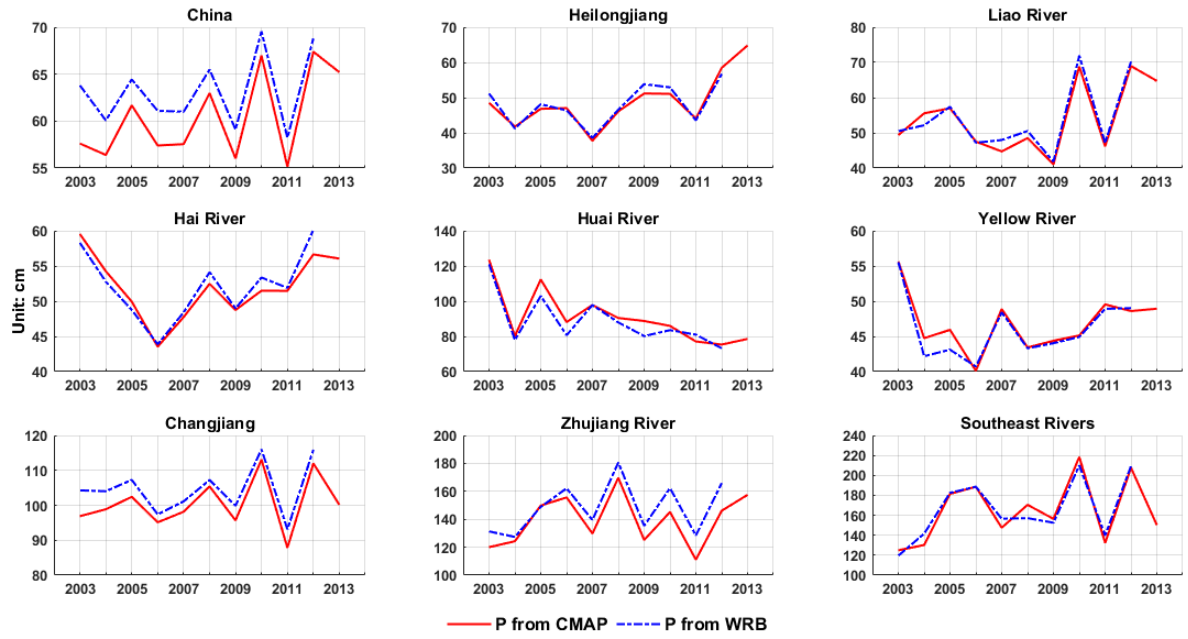 China
70
65
60
55
2003 2005 2007 2009 2011 2013
Heilongjiang
70
60
50
40
30
2003 2005 2007 2009 2011 2013
Liao River
80
70
60
50
40
2003 2005 2007 2009 2011 2013
Unit: cm
Hai River
60
55
50
45
40
2003 2005 2007 2009 2011 2013
Huai River
140
120
100
80
60
2003 2005 2007 2009 2011 2013
Yellow River
60
55
50
45
40
2003 2005 2007 2009 2011 2013
Changjiang
120
110
100
90
80
2003 2005 2007 2009 2011 2013
Zhujiang River
200
180
160
140
120
100
2003 2005 2007 2009 2011 2013
Southeast Rivers
240
220
200
180
160
140
120
100
2003 2005 2007 2009 2011 2013
P from CMAP P from WRB